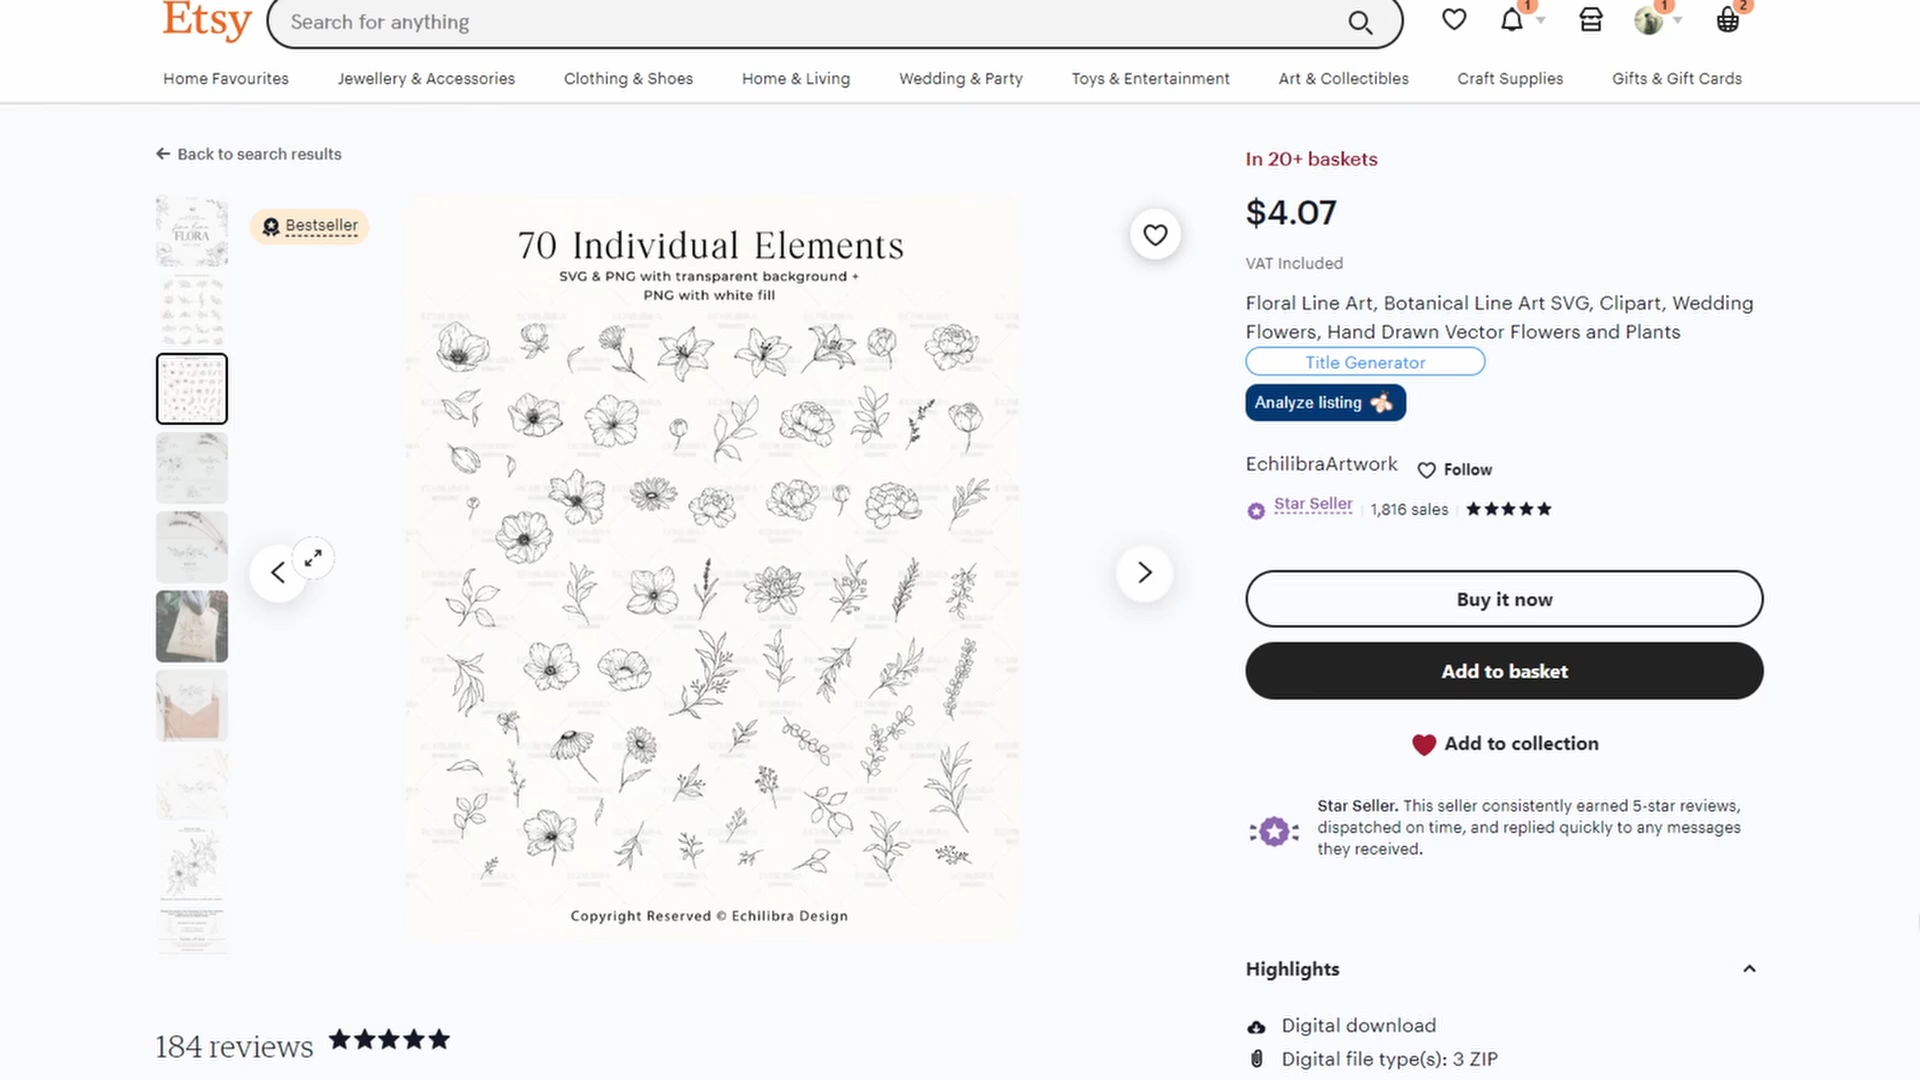 Etsy
Search for anything
1
1
2
Home Favourites
Jewellery & Accessories
Clothing & Shoes
Home & Living
Wedding & Party
Toys & Entertainment
Art & Collectibles
Craft Supplies
Gifts & Gift Cards
Back to search results
FLORA
Bestseller
70 Individual Elements
SVG & PNG with transparent background +
PNG with white fill
Copyright Reserved © Echilibra Design
In 20+ baskets
$4.07
VAT Included
Floral Line Art, Botanical Line Art SVG, Clipart, Wedding
Flowers, Hand Drawn Vector Flowers and Plants
Title Generator
Analyze listing
EchilibraArtwork
Follow
Star Seller
1,816 sales
Buy it now
Add to basket
Add to collection
Star Seller. This seller consistently earned 5-star reviews,
dispatched on time, and replied quickly to any messages
they received.
Highlights
Digital download
Digital file type(s): 3 ZIP
184 reviews